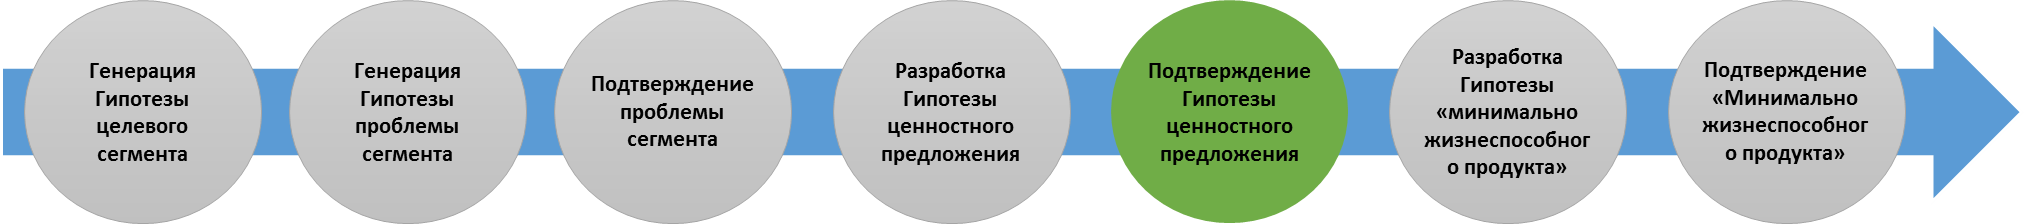 Генерация
Гипотезы
целевого
сегмента
Генерация
Гипотезы
проблемы
сегмента
Подтверждение
проблемы
сегмента
Разработка
Гипотезы
ценностного
предложения
Подтверждение
Гипотезы
ценностного
предложения
Разработка
Гипотезы
«минимально
жизнеспособног
о продукта»
Подтверждение
«Минимально
жизнеспособног
о продукта»